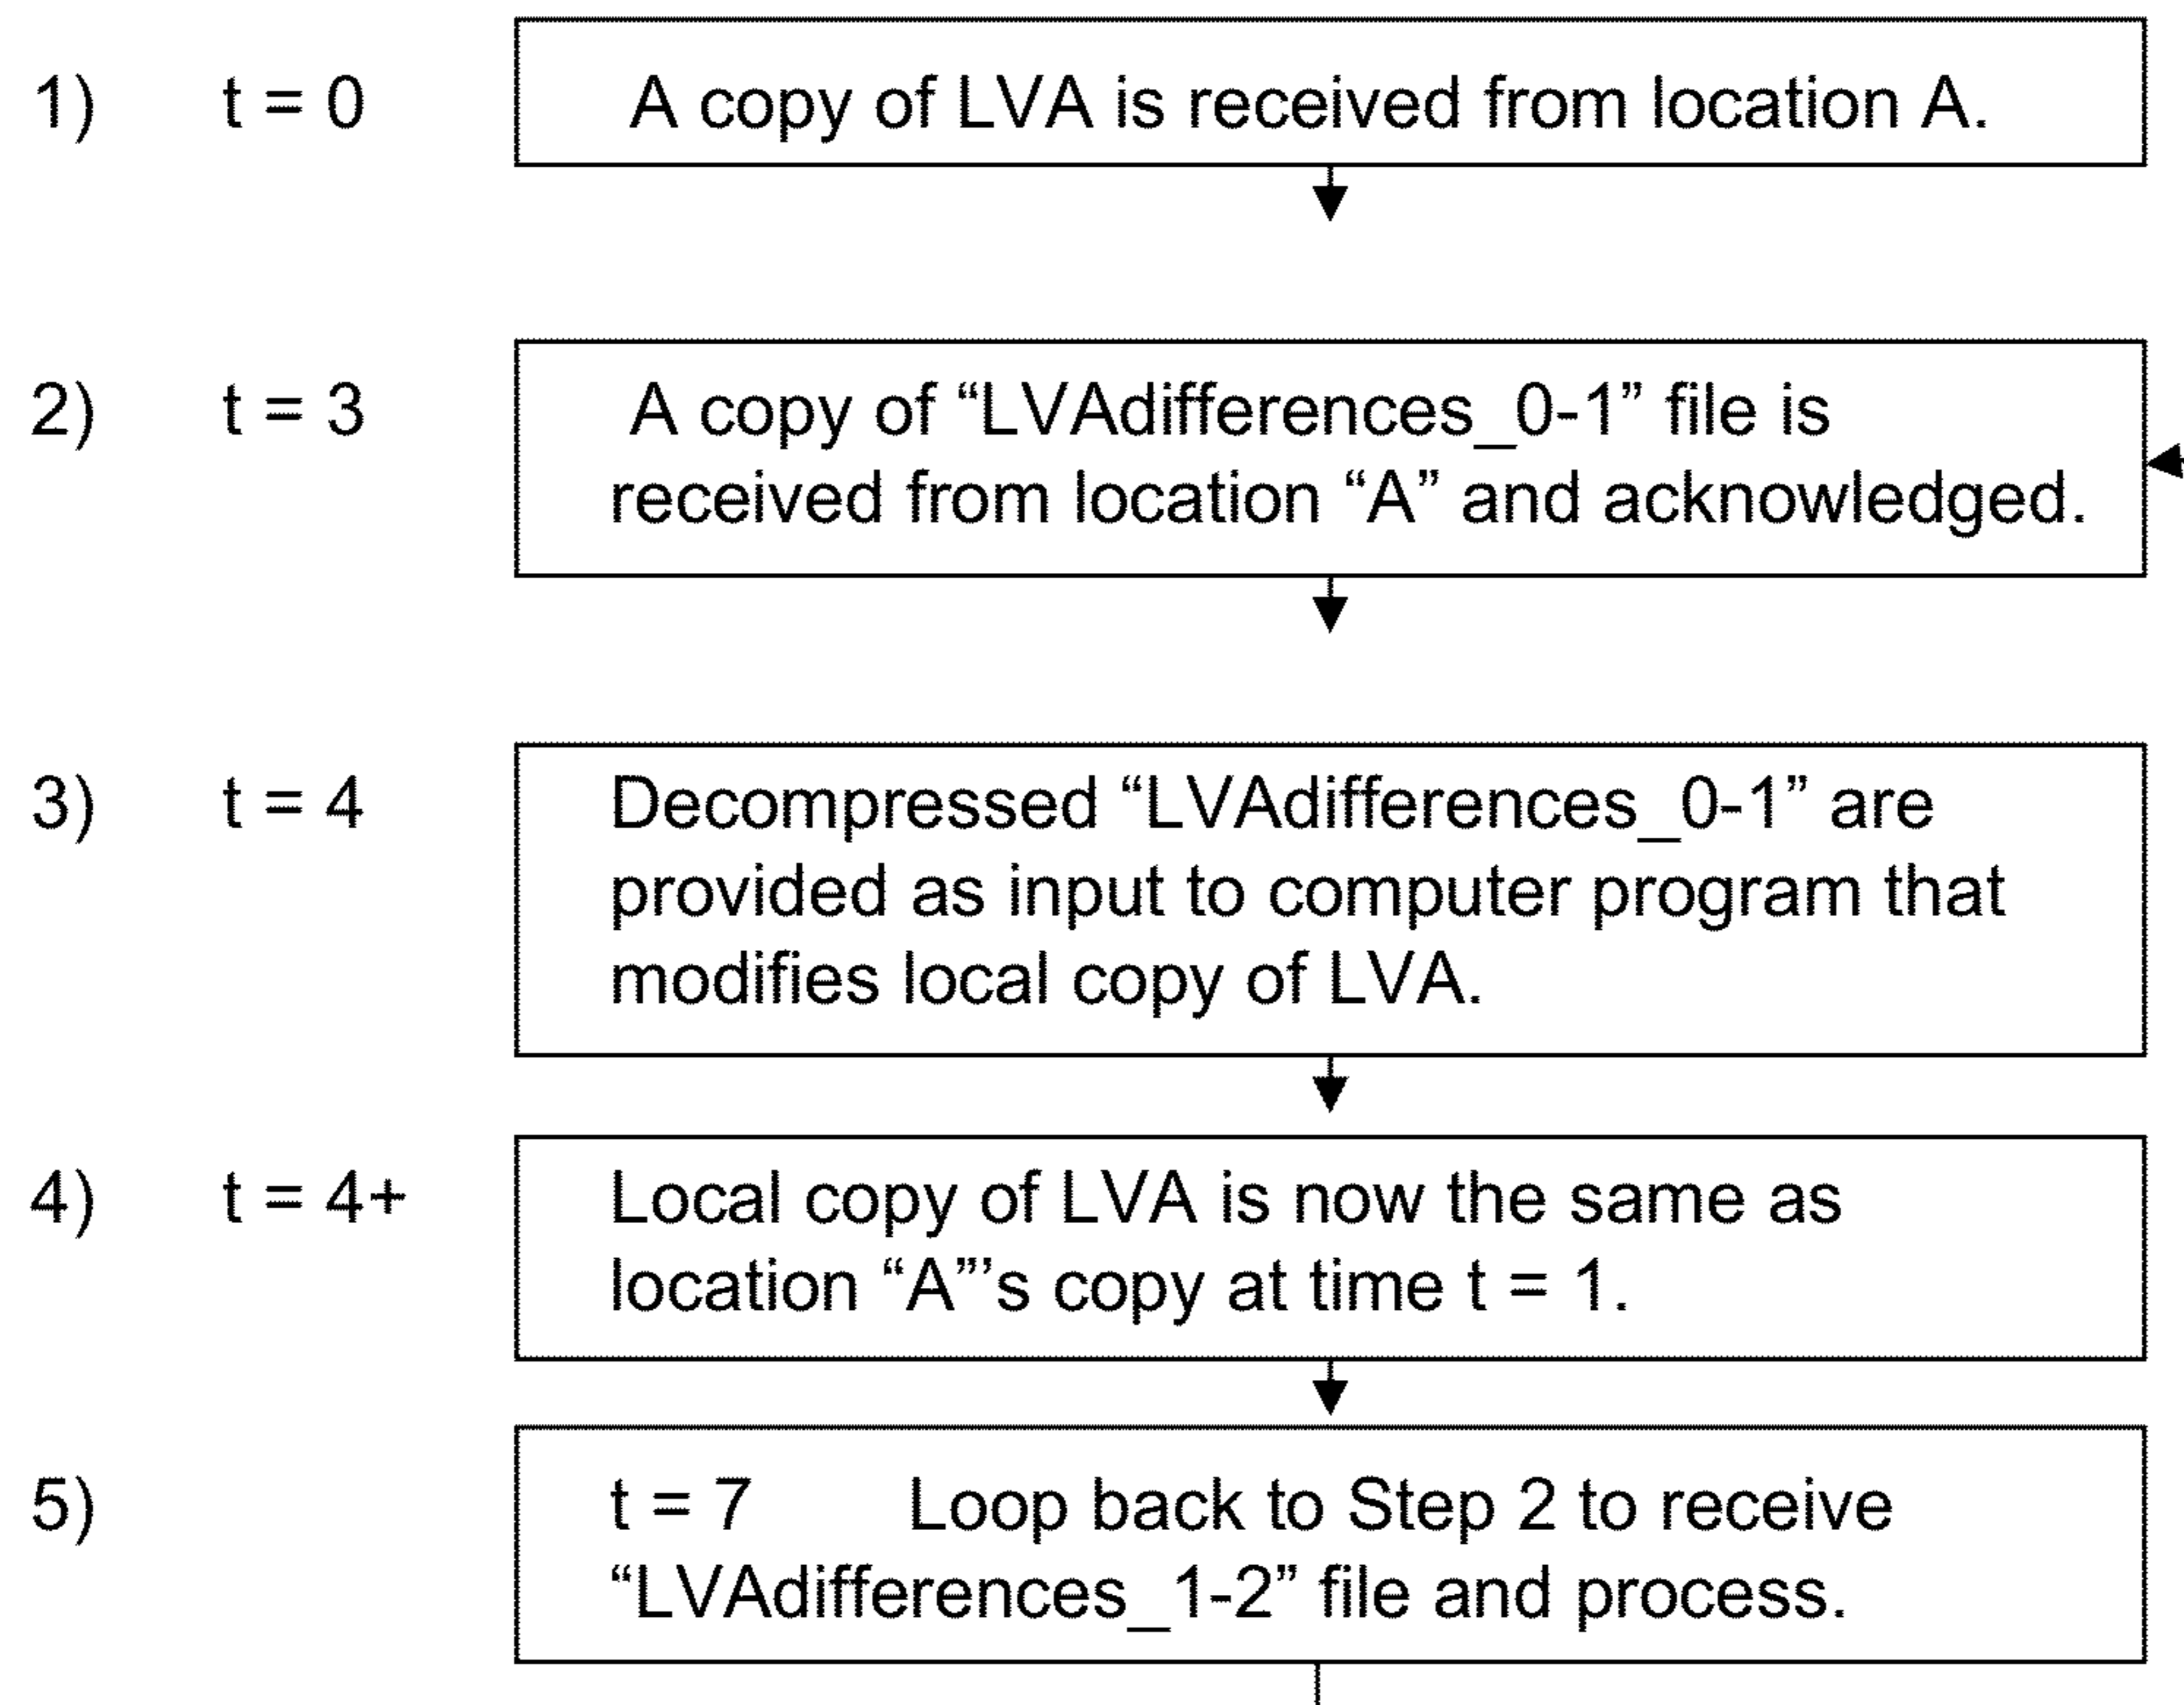 1) t = 0 A copy of LVA is received from location A.
2) t = 3 A copy of “LVAdifferences_0-1” file is
received from location “A” and acknowledged.
3) t = 4 Decompressed “LVAdifferences_0-1” are
provided as input to computer program that
modifies local copy of LVA.
4) t = 4+ Local copy of LVA is now the same as
location “A”’s copy at time t = 1.
5) t = 7 Loop back to Step 2 to receive
“LVAdifferences_1-2” file and process.